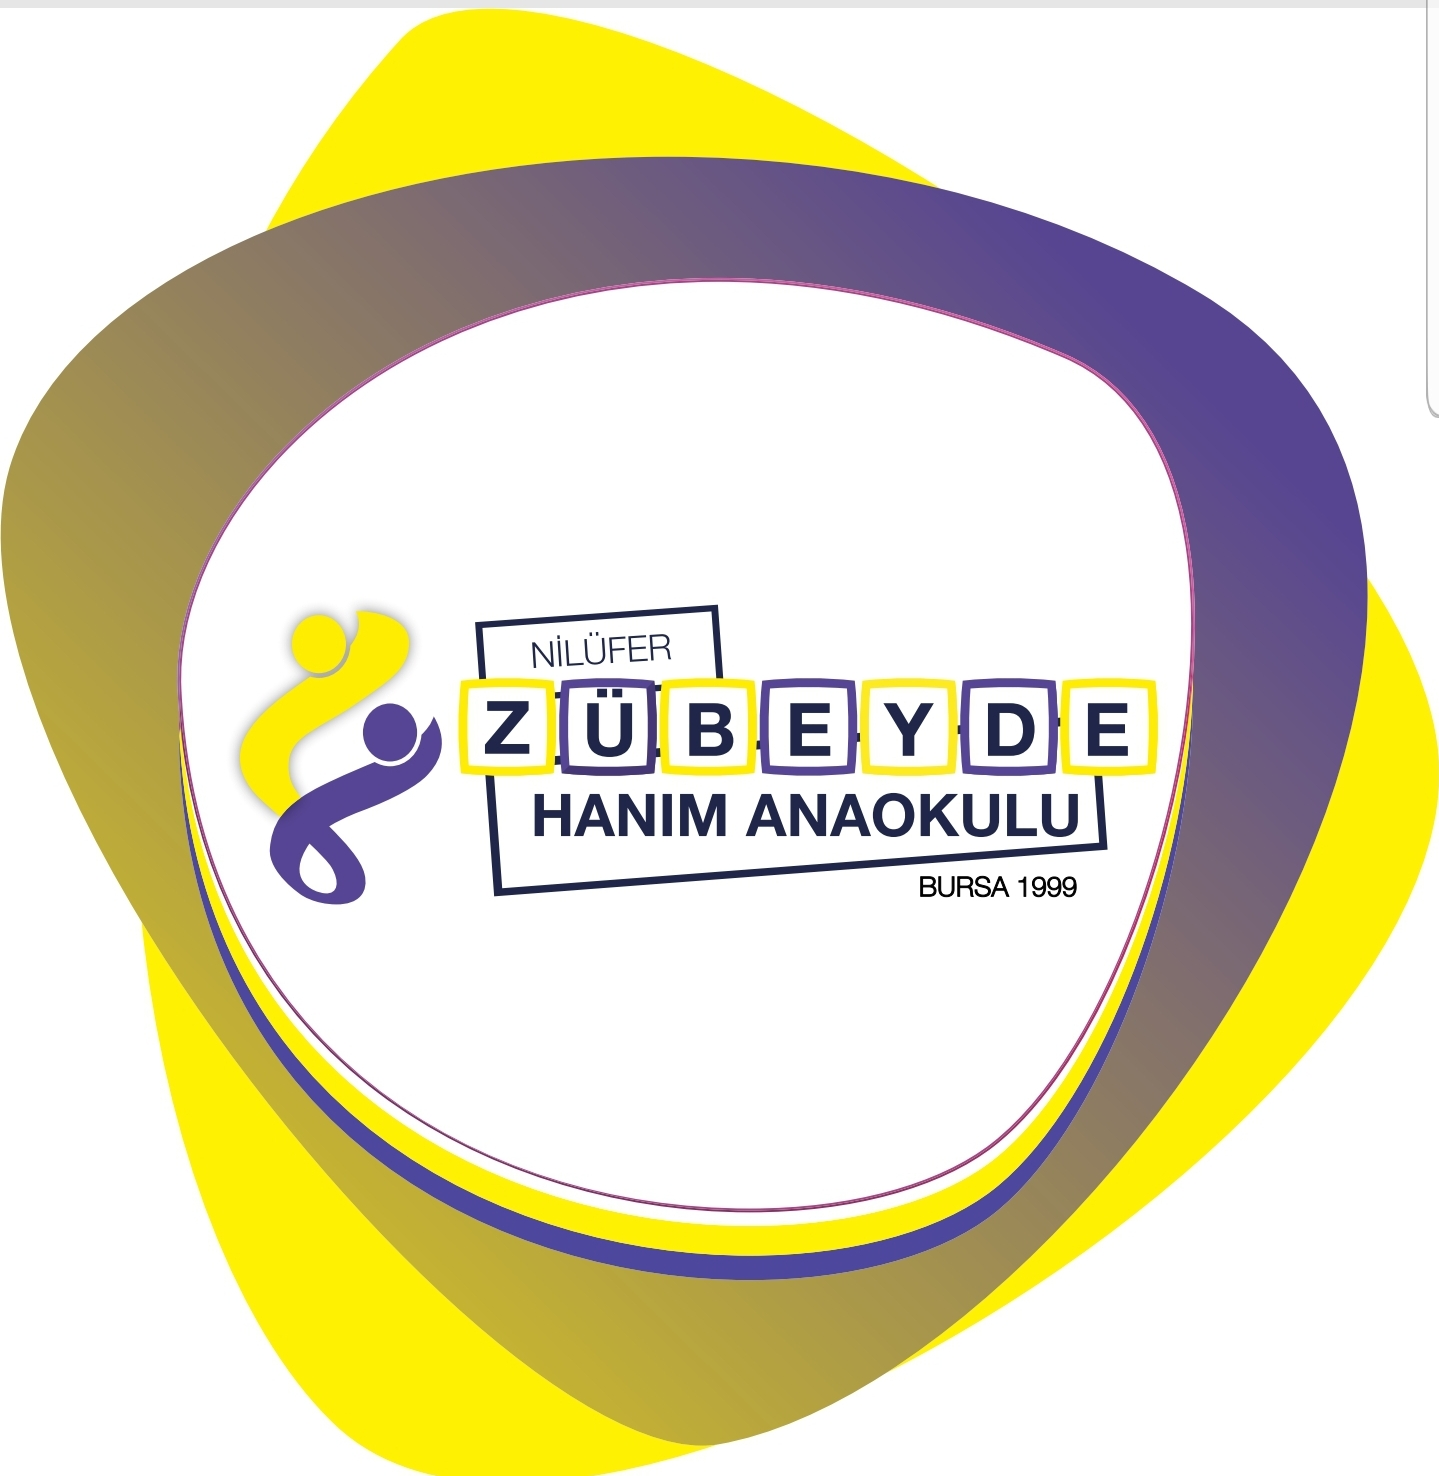 NİLÜFER
ZÜBEYDE
HANIM ANAOKULU
BURSA 1999